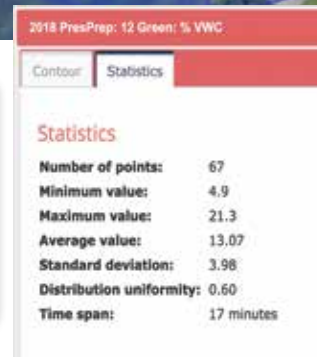 2018 PresPrep: 12 Green: % VWC
Contour Statistics
Statistics
Number of points: 67
Minimum value: 4.9
Maximum value: 21.3
Average value: 13.07
Standard deviation: 3.98
Distribution uniformity: 0.60
Time span: 17 minutes